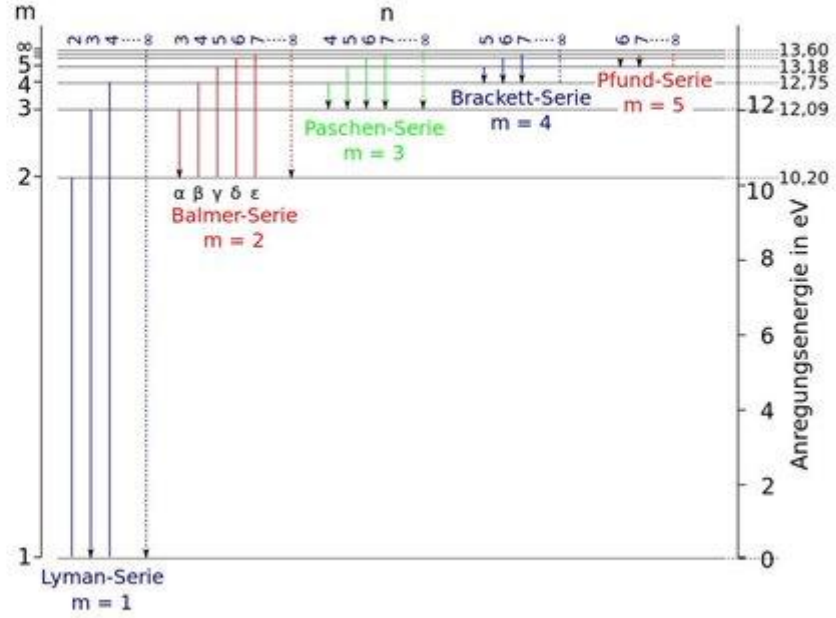 m
n
2 3 4 ····· ∞
3 4 5 6 7 ····· ∞
4 5 6 7 ····· ∞
5 6 7 ····· ∞
6 7 ····· ∞
∞
5
4
3
2
1
13,60
13,18
12,75
12,09
10,20
12
10
8
6
4
2
0
Anregungsenergie in eV
Pfund-Serie
m = 5
Brackett-Serie
m = 4
Paschen-Serie
m = 3
α β γ δ ε
Balmer-Serie
m = 2
Lyman-Serie
m = 1